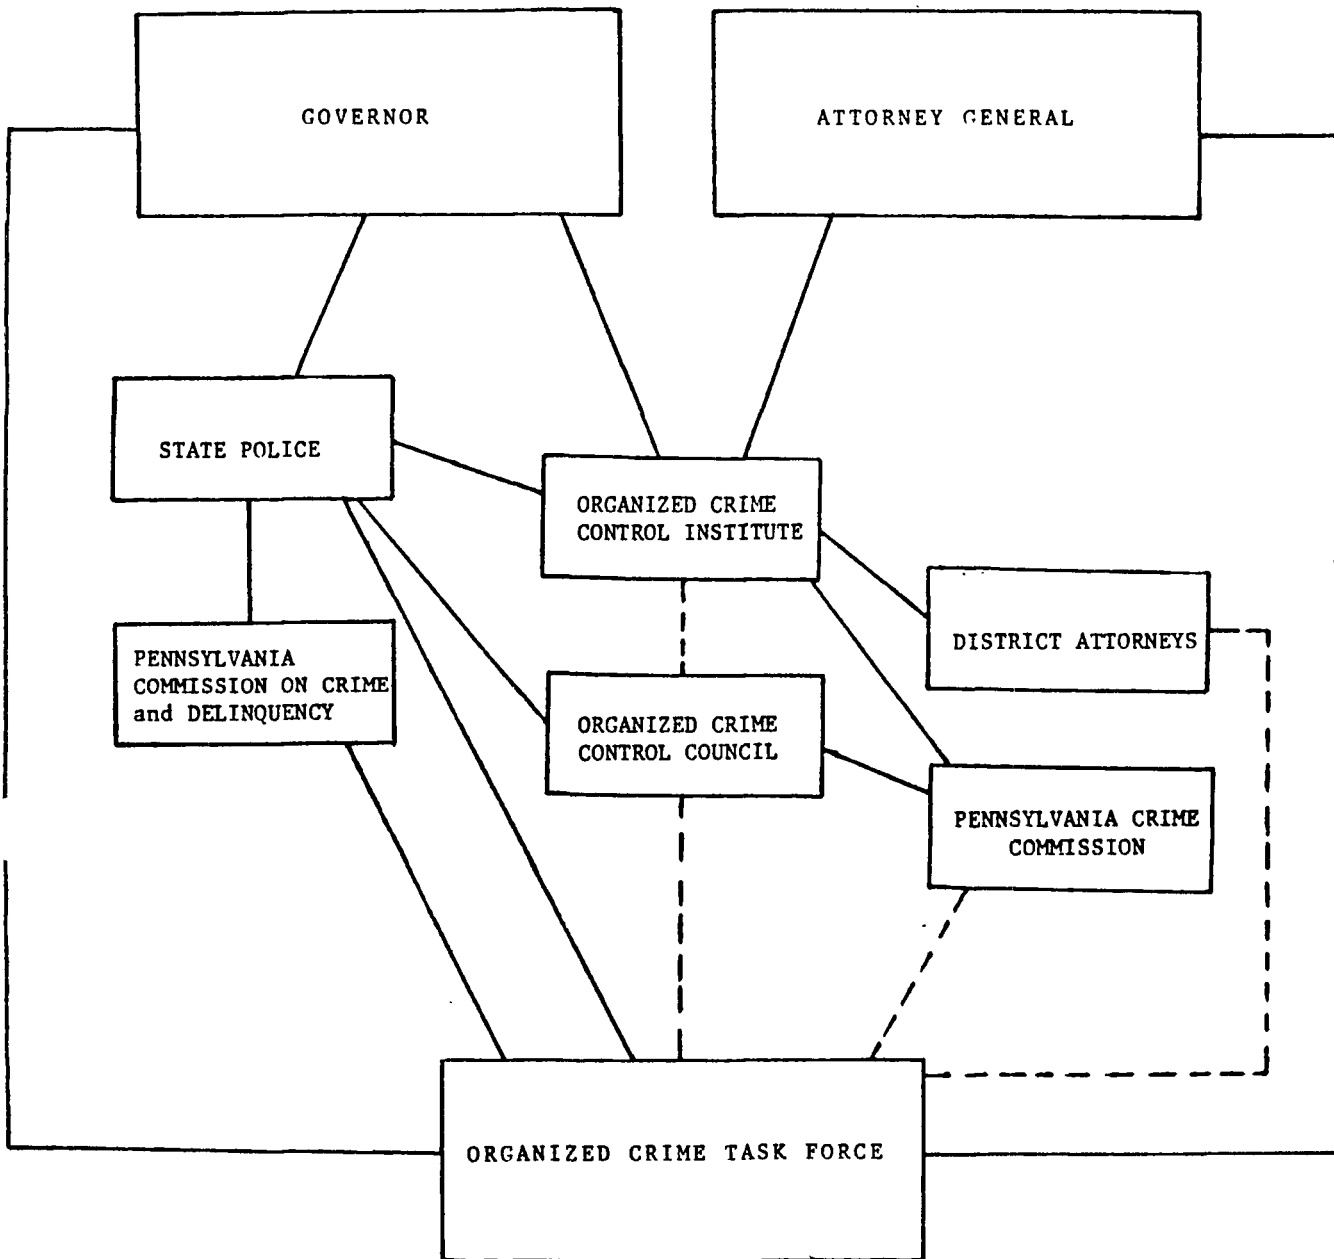 GOVERNOR
ATTORNEY GENERAL
STATE POLICE
ORGANIZED CRIME
CONTROL INSTITUTE
DISTRICT ATTORNEYS
PENNSYLVANIA
COMMISSION ON CRIME
and DELINQUENCY
ORGANIZED CRIME
CONTROL COUNCIL
PENNSYLVANIA CRIME
COMMISSION
ORGANIZED CRIME TASK FORCE